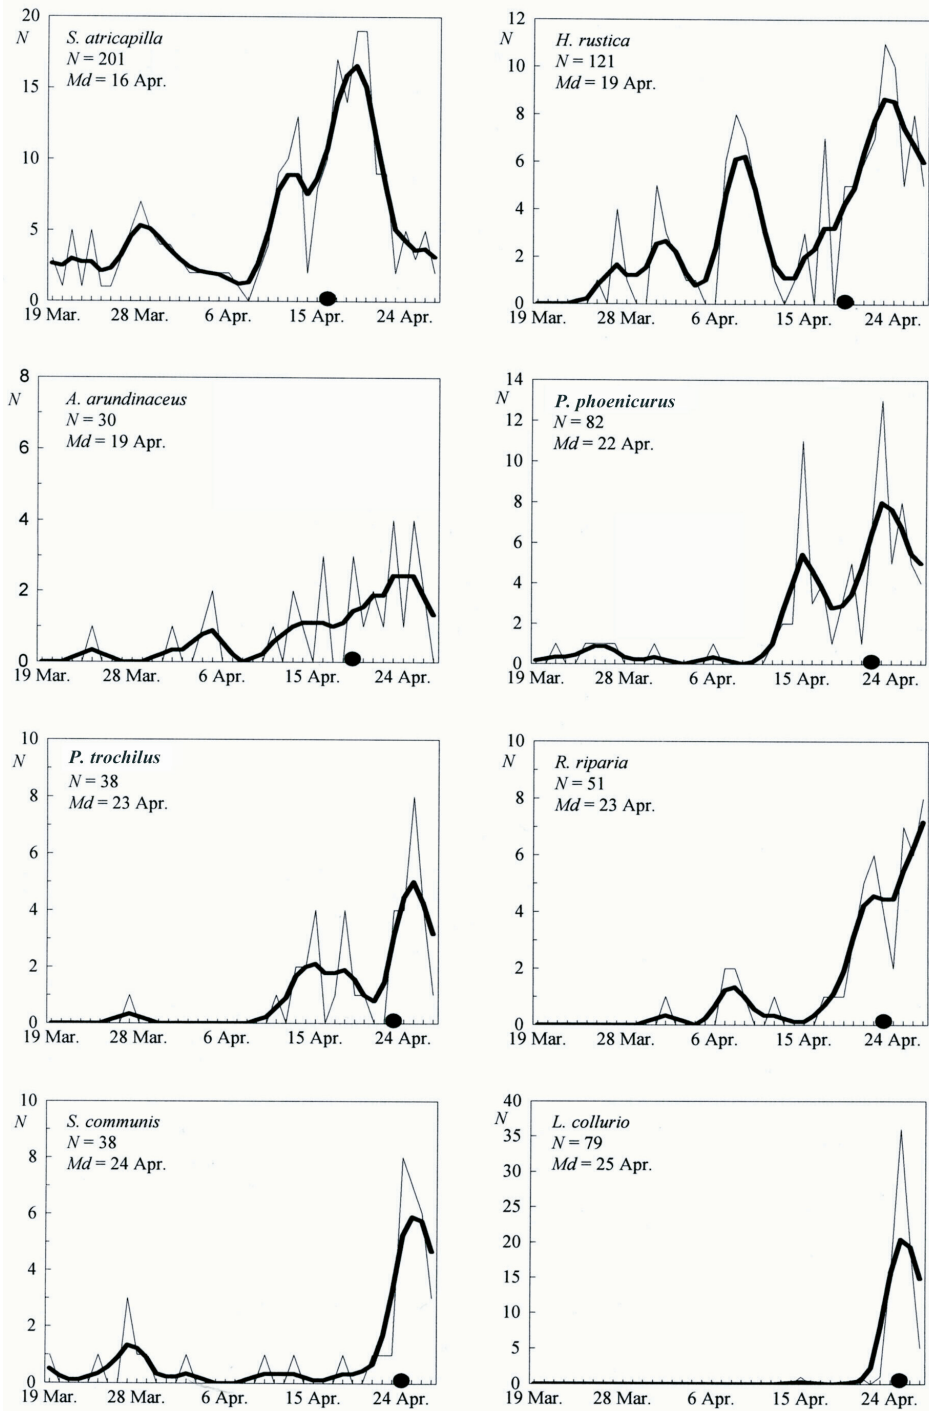 20
N
S. atricapilla
N = 201
Md = 16 Apr.
15
10
5
0
19 Mar. 28 Mar. 6 Apr. 15 Apr. 24 Apr.
12
N
H. rustica
N = 121
Md = 19 Apr.
10
8
6
4
2
0
19 Mar. 28 Mar. 6 Apr. 15 Apr. 24 Apr.
8
N
A. arundinaceus
N = 30
Md = 19 Apr.
6
4
2
0
19 Mar. 28 Mar. 6 Apr. 15 Apr. 24 Apr.
14
N
P. phoenicurus
N = 82
Md = 22 Apr.
12
10
8
6
4
2
0
19 Mar. 28 Mar. 6 Apr. 15 Apr. 24 Apr.
10
N
P. trochilus
N = 38
Md = 23 Apr.
8
6
4
2
0
19 Mar. 28 Mar. 6 Apr. 15 Apr. 24 Apr.
10
N
R. riparia
N = 51
Md = 23 Apr.
8
6
4
2
0
19 Mar. 28 Mar. 6 Apr. 15 Apr. 24 Apr.
10
N
S. communis
N = 38
Md = 24 Apr.
8
6
4
2
0
19 Mar. 28 Mar. 6 Apr. 15 Apr. 24 Apr.
40
N
L. collurio
N = 79
Md = 25 Apr.
35
30
25
20
15
10
5
0
19 Mar. 28 Mar. 6 Apr. 15 Apr. 24 Apr.